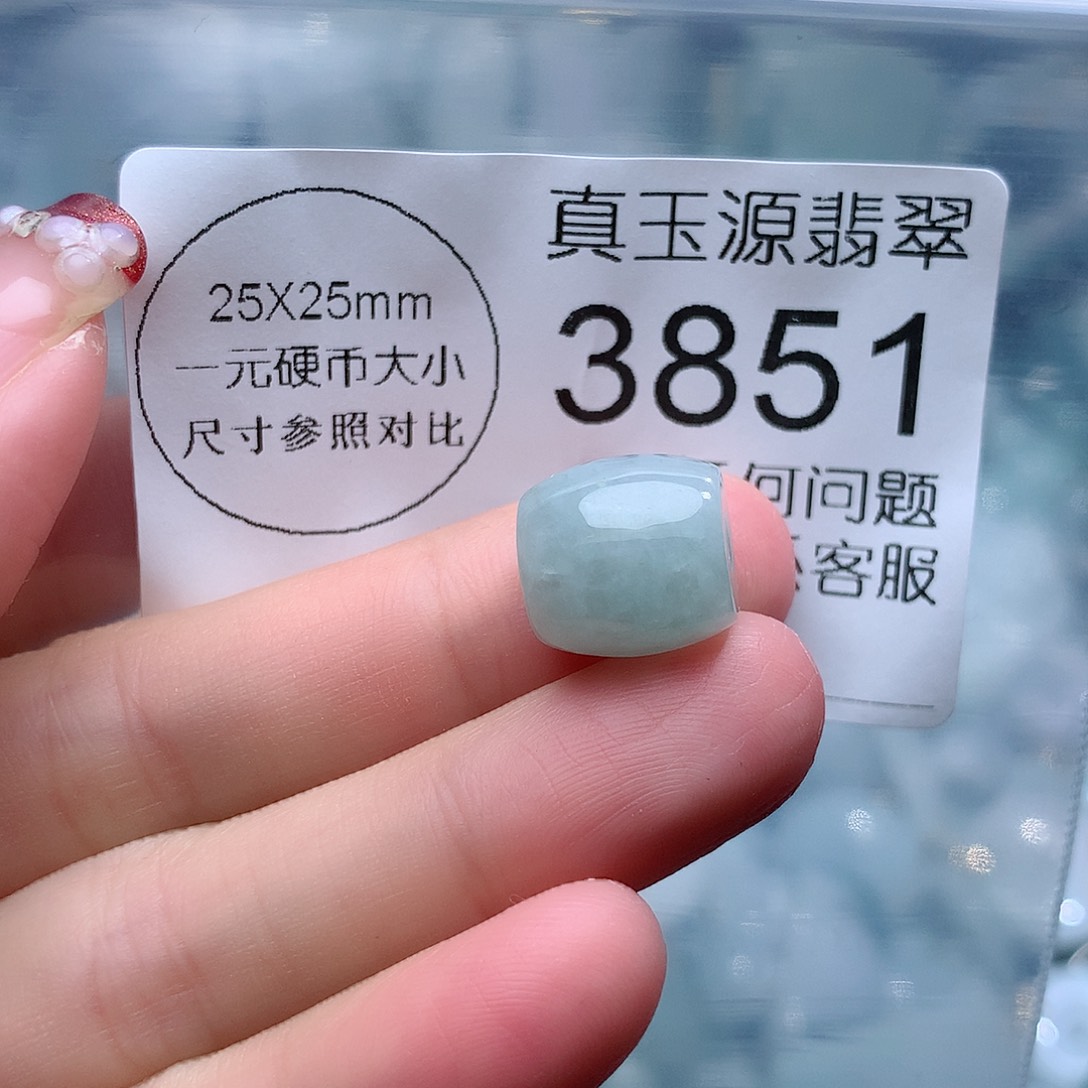 25X25mm
一元硬币大小
尺寸参照对比
真玉源翡翠
3851
何问题
客服